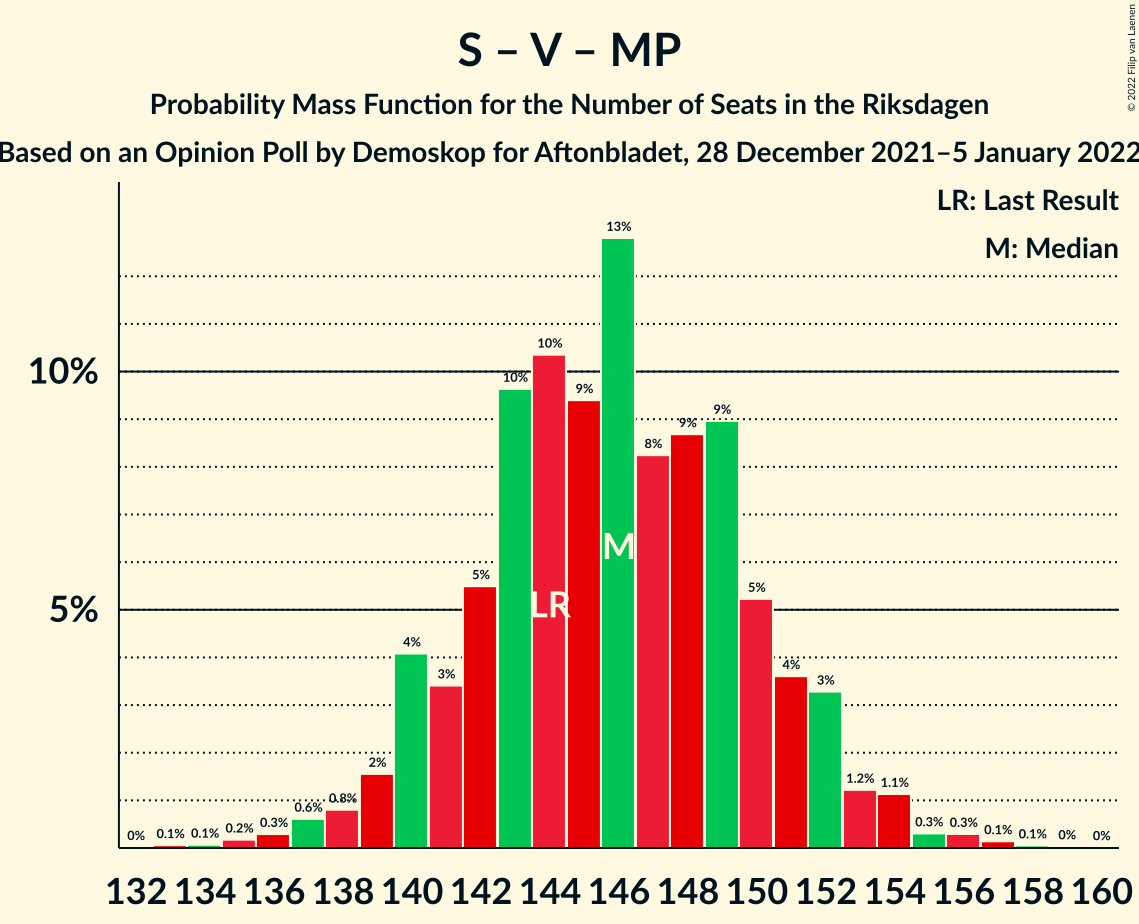 S – V – MP
Probability Mass Function for the Number of Seats in the Riksdagen
Based on an Opinion Poll by Demoskop for Aftonbladet, 28 December 2021–5 January 2022
© 2022 Filip van Laenen
LR: Last Result
M: Median
10%
5%
0% 0.1% 0.1% 0.2% 0.3% 0.6% 0.8% 2% 4% 3% 5% 10% 10% 9% 13% 8% 9% 9% 5% 4% 3% 1.2% 1.1% 0.3% 0.3% 0.1% 0.1% 0% 0%
LR
M
132 134 136 138 140 142 144 146 148 150 152 154 156 158 160